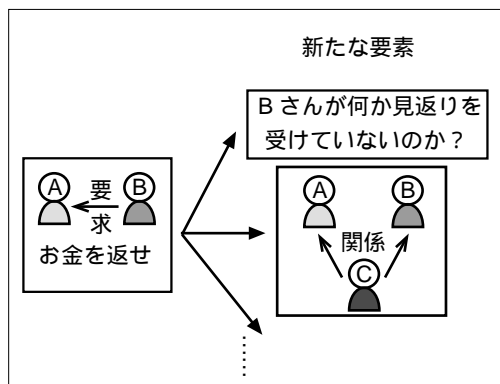 新たな要素
Bさんが何か見返りを
受けていないのか?
A 要 B
求
お金を返せ
A B
関係
C